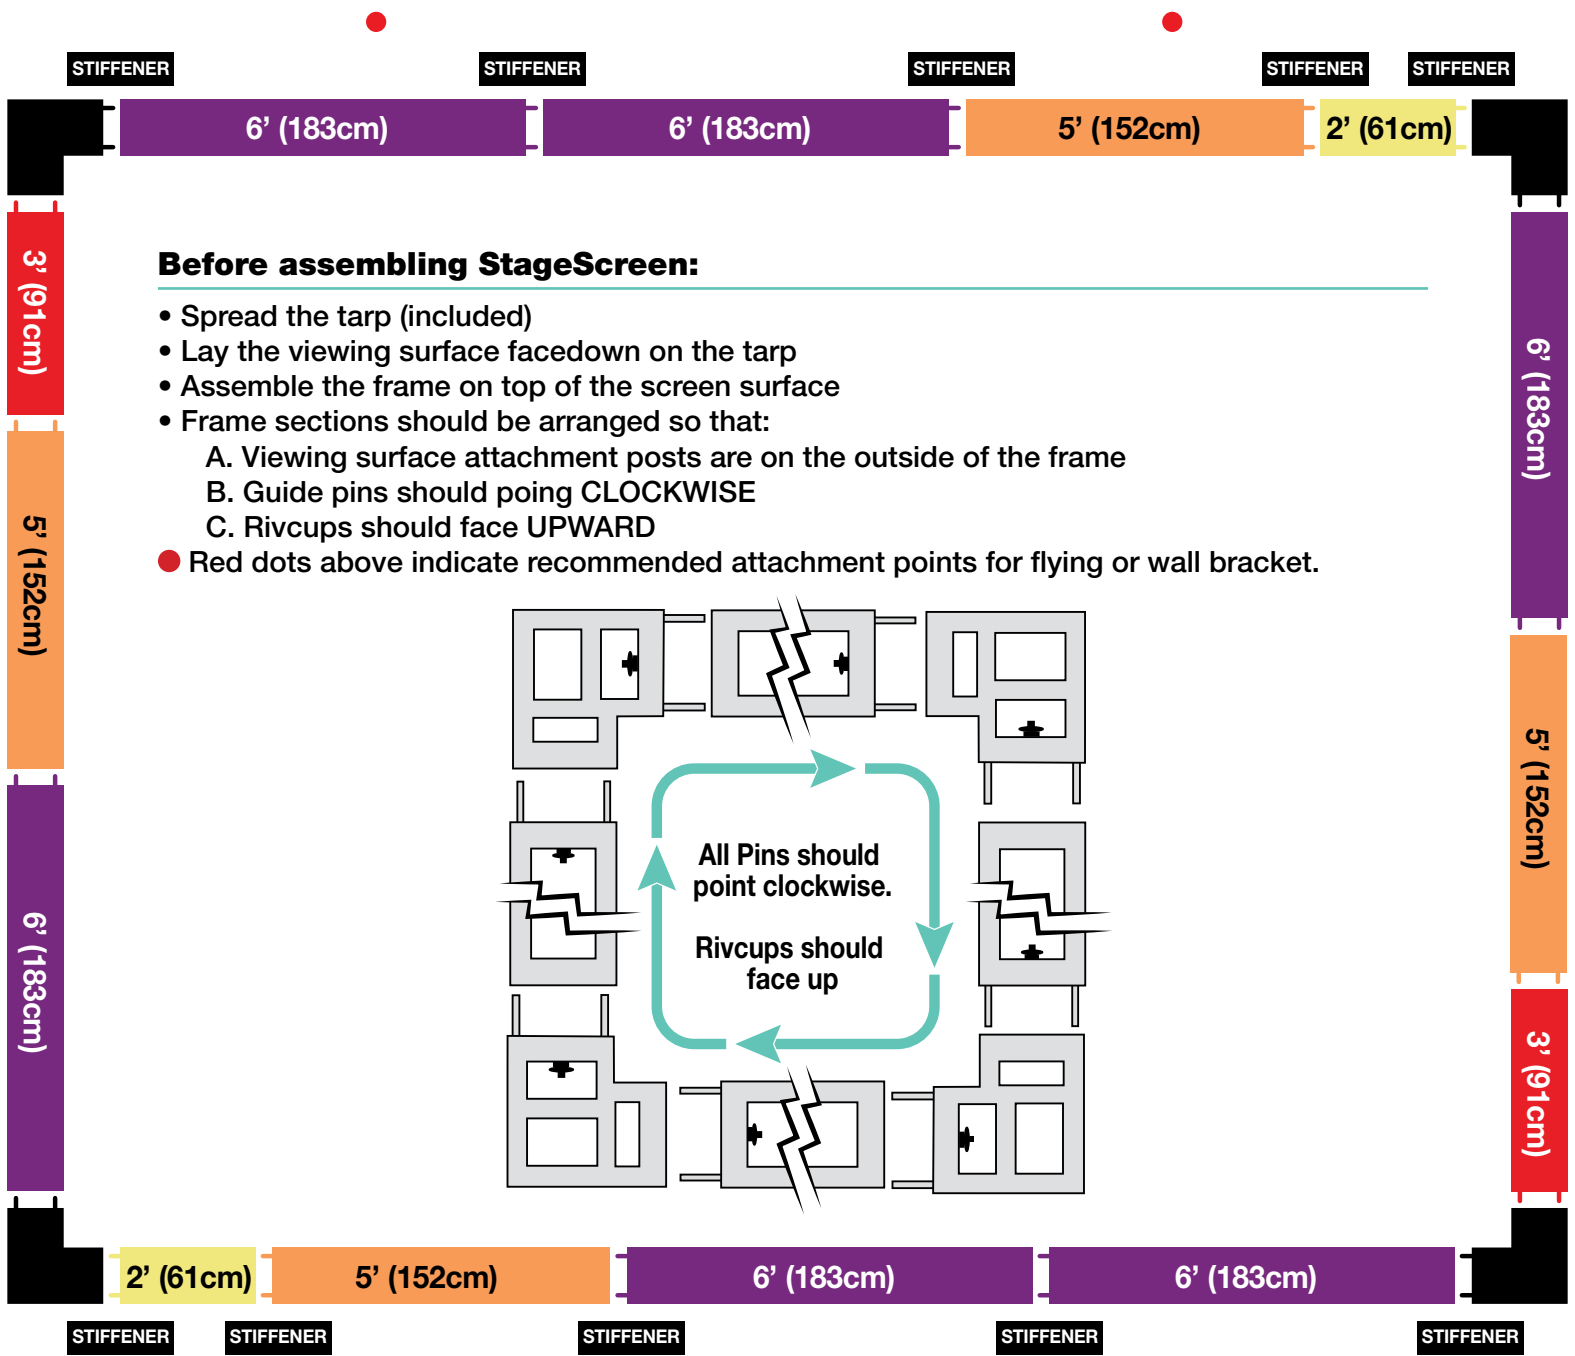 STIFFENER STIFFENER STIFFENER STIFFENER STIFFENER
6’ (183cm) 6’ (183cm) 5’ (152cm) 2’ (61cm)
3’ (91cm)
5’ (152cm)
6’ (183cm)
Before assembling StageScreen:
• Spread the tarp (included)
• Lay the viewing surface facedown on the tarp
• Assemble the frame on top of the screen surface
• Frame sections should be arranged so that:
A. Viewing surface attachment posts are on the outside of the frame
B. Guide pins should poing CLOCKWISE
C. Rivcups should face UPWARD
Red dots above indicate recommended attachment points for flying or wall bracket.
All Pins should
point clockwise.
Rivcups should
face up
6’ (183cm)
5’ (152cm)
3’ (91cm)
2’ (61cm) 5’ (152cm) 6’ (183cm) 6’ (183cm)
STIFFENER STIFFENER STIFFENER STIFFENER STIFFENER